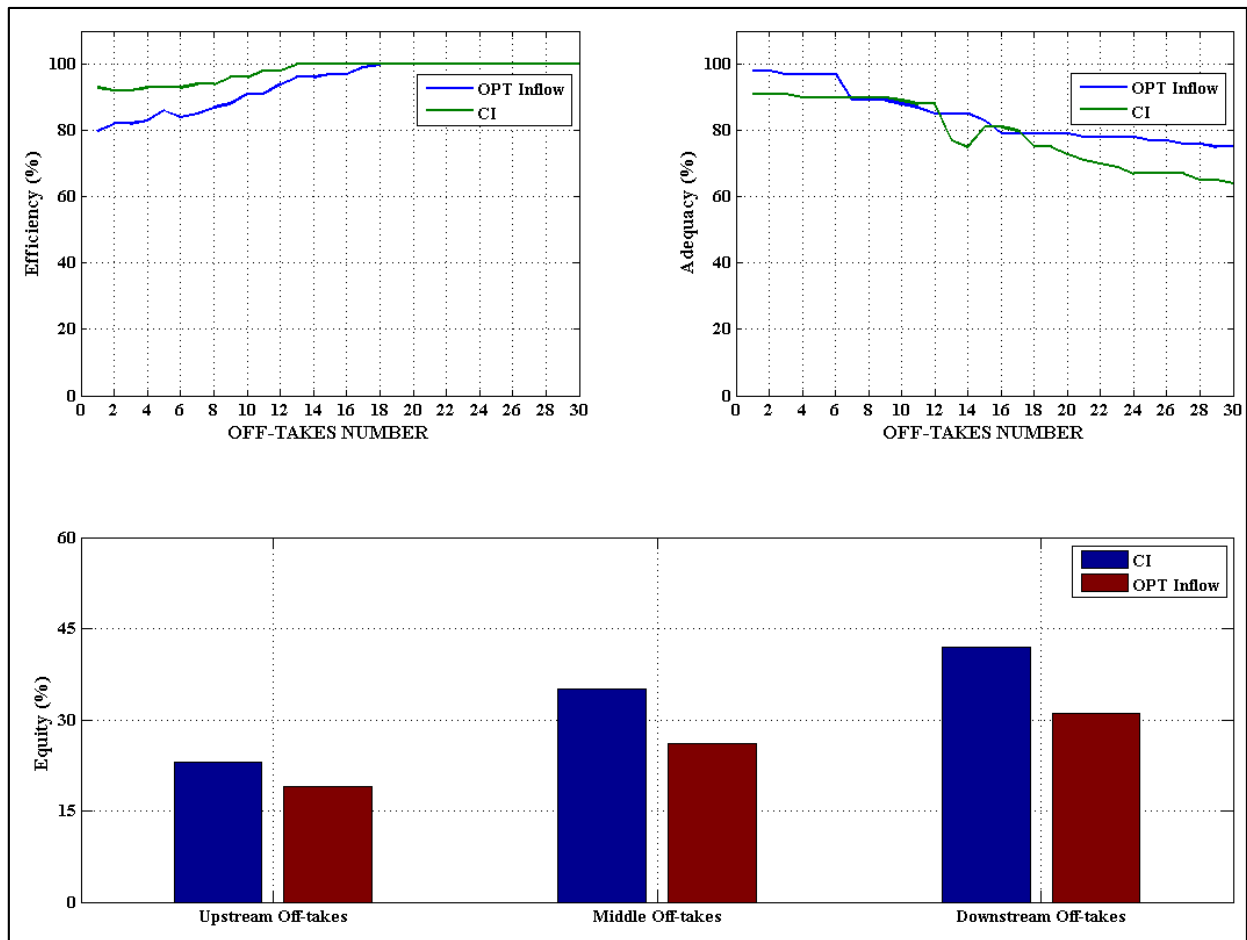 100
80
60
40
20
0
Efficiency (%)
OPT Inflow
CI
0 2 4 6 8 10 12 14 16 18 20 22 24 26 28 30
OFF-TAKES NUMBER
100
80
60
40
20
0
Adequacy (%)
OPT Inflow
CI
0 2 4 6 8 10 12 14 16 18 20 22 24 26 28 30
OFF-TAKES NUMBER
60
45
30
15
0
Equity (%)
CI
OPT Inflow
Upstream Off-takes
Middle Off-takes
Downstream Off-takes